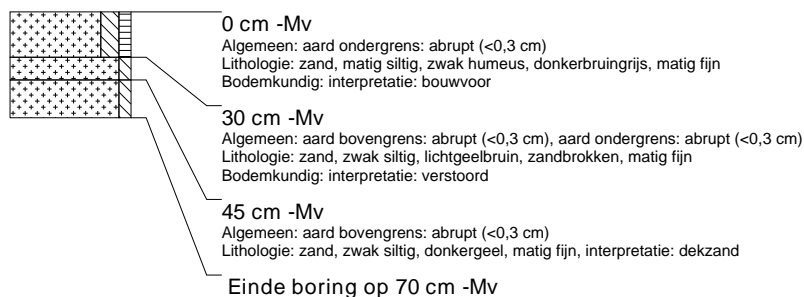 0 cm -Mv
Algemeen: aard ondergrens: abrupt (<0,3 cm)
Lithologie: zand, matig siltig, zwak humeus, donkerbruingrijs, matig fijn
Bodemkundig: interpretatie: bouwvoor
30 cm -Mv
Algemeen: aard bovengrens: abrupt (<0,3 cm), aard ondergrens: abrupt (<0,3 cm)
Lithologie: zand, zwak siltig, lichtgeelbruin, zandbrokken, matig fijn
Bodemkundig: interpretatie: verstoord
45 cm -Mv
Algemeen: aard bovengrens: abrupt (<0,3 cm)
Lithologie: zand, zwak siltig, donkergeel, matig fijn, interpretatie: dekzand
Einde boring op 70 cm -Mv